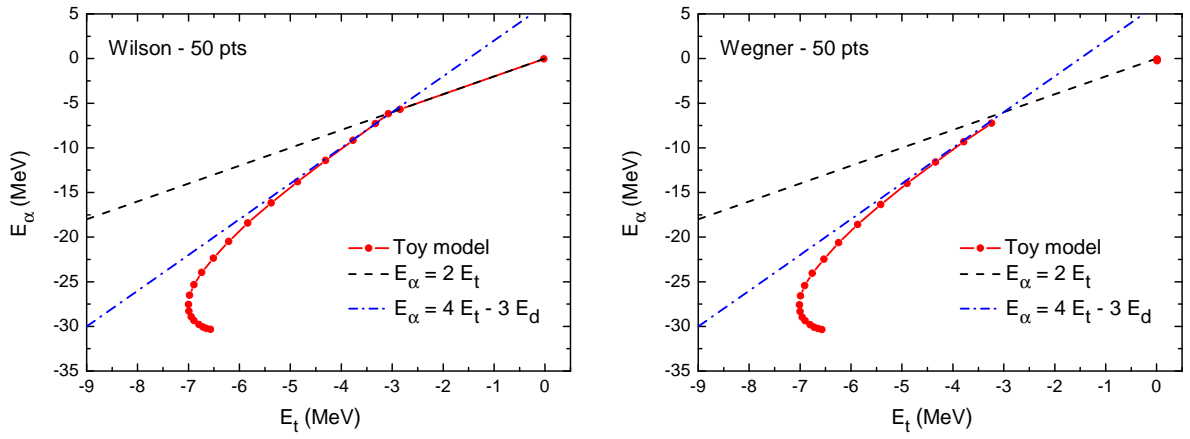 Wilson - 50 pts
5
0
-5
-10
-15
-20
-25
-30
-35
E_α (MeV)
Toy model
E_α = 2 E_t
E_α = 4 E_t - 3 E_d
-9 -8 -7 -6 -5 -4 -3 -2 -1 0
E_t (MeV)
Wegner - 50 pts
5
0
-5
-10
-15
-20
-25
-30
-35
E_α (MeV)
Toy model
E_α = 2 E_t
E_α = 4 E_t - 3 E_d
-9 -8 -7 -6 -5 -4 -3 -2 -1 0
E_t (MeV)